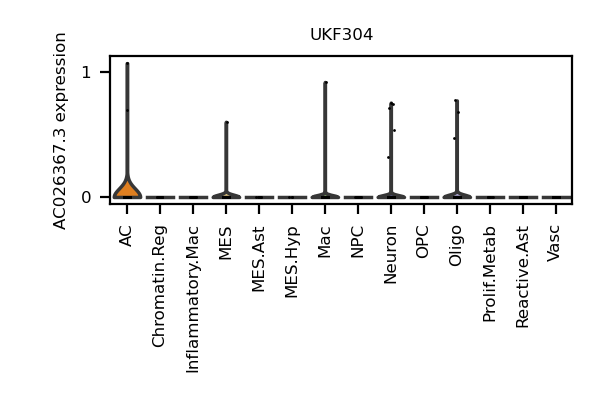 UKF304
AC026367.3 expression
1
0
AC
Chromatin.Reg
Inflammatory.Mac
MES
MES.Ast
MES.Hyp
Mac
NPC
Neuron
OPC
Oligo
Prolif.Metab
Reactive.Ast
Vasc